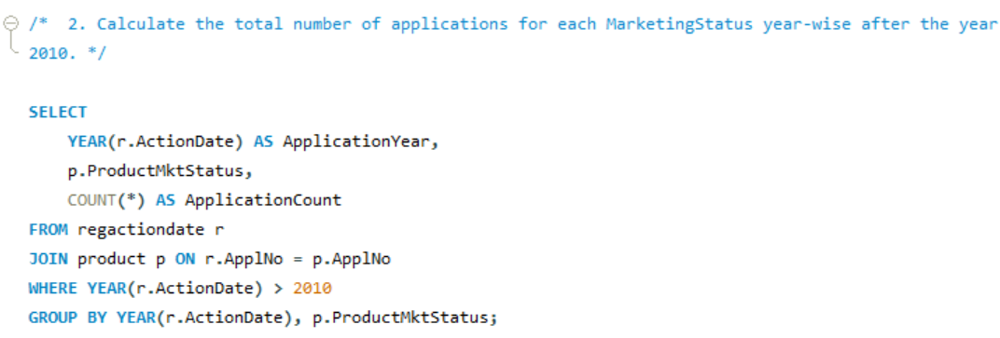 /*  2. Calculate the total number of applications for each MarketingStatus year-wise after the year
2010. */
SELECT
    YEAR(r.ActionDate) AS ApplicationYear,
    p.ProductMktStatus,
    COUNT(*) AS ApplicationCount
FROM regactiondate r
JOIN product p ON r.ApplNo = p.ApplNo
WHERE YEAR(r.ActionDate) > 2010
GROUP BY YEAR(r.ActionDate), p.ProductMktStatus;